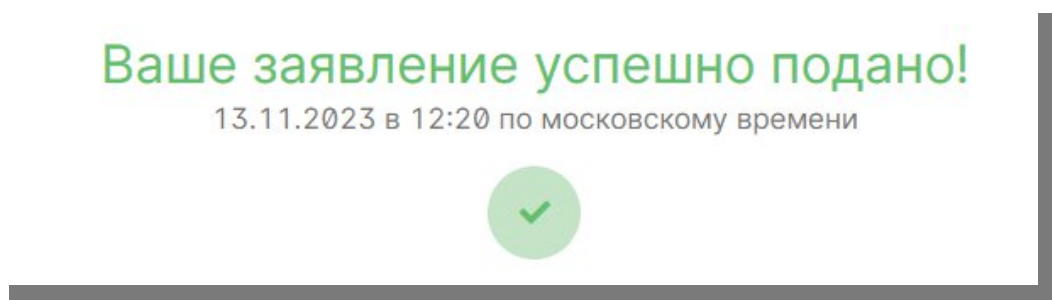 Ваше заявление успешно подано!
13.11.2023 в 12:20 по московскому времени